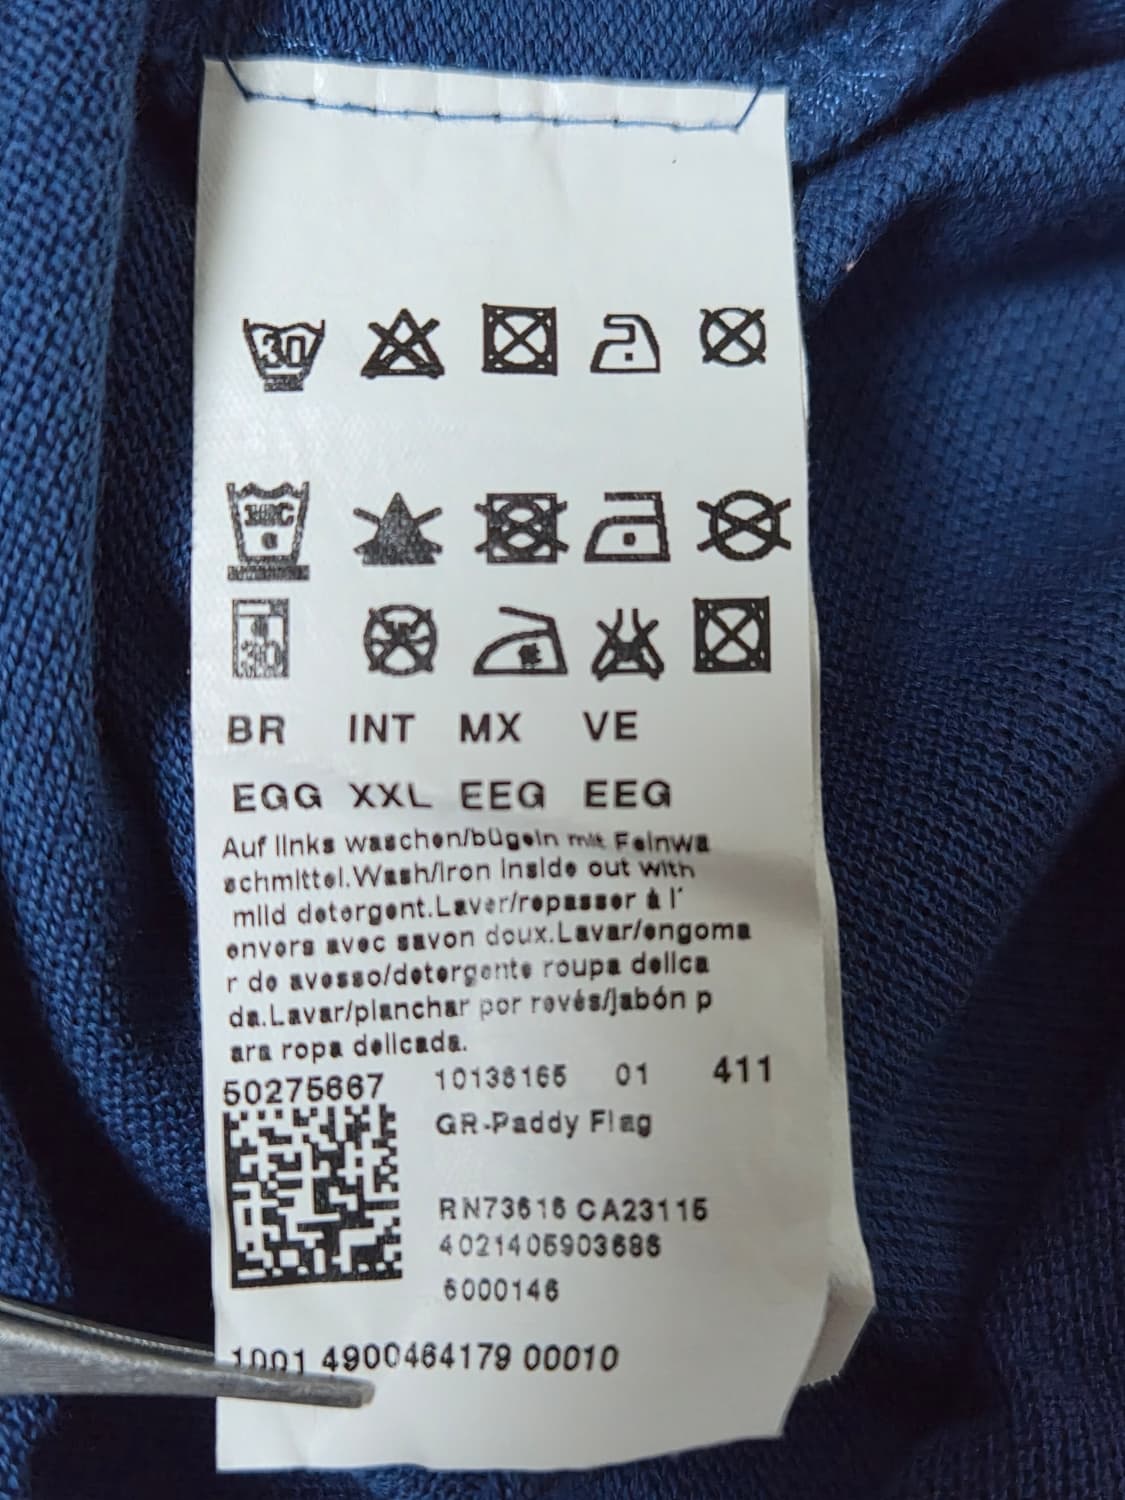 30
30
BR INT MX VE
EGG XXL EEG EEG
Auf links waschen/bügeln mit Feinwa
schmittel.Wash/iron inside out with
mild detergent.Laver/repasser à l'
envers avec savon doux.Lavar/engoma
r de avesso/detergente roupa delica
da.Lavar/planchar por revés/jabón p
ara ropa delicada.
50275667 10136165 01 411
GR-Paddy Flag
RN73616 CA23115
4021405903686
6000146
1001 4900464179 00010